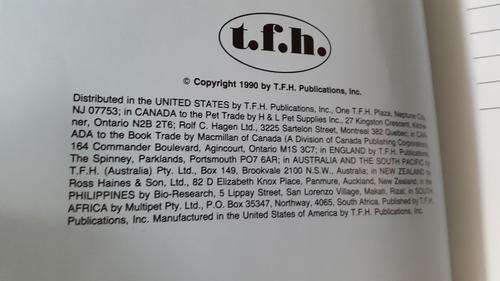 t.f.h.
© Copyright 1990 by T.F.H. Publications, Inc.
Distributed in the UNITED STATES by T.F.H. Publications, Inc., One T.F.H. Plaza, Neptune City,
NJ 07753; in CANADA to the Pet Trade by H & L Pet Supplies Inc., 27 Kingston Crescent, Kitche
ner, Ontario N2B 2T6; Rolf C. Hagen Ltd., 3225 Sartelon Street, Montreal 382 Quebec; in CAN
ADA to the Book Trade by Macmillan of Canada (A Division of Canada Publishing Corporation),
164 Commander Boulevard, Agincourt, Ontario M1S 3C7; in ENGLAND by T.F.H. Publications,
The Spinney, Parklands, Portsmouth PO7 6AR; in AUSTRALIA AND THE SOUTH PACIFIC by
T.F.H. (Australia) Pty. Ltd., Box 149, Brookvale 2100 N.S.W., Australia; in NEW ZEALAND by
Ross Haines & Son, Ltd., 82 D Elizabeth Knox Place, Panmure, Auckland, New Zealand; in the
PHILIPPINES by Bio-Research, 5 Lippay Street, San Lorenzo Village, Makati, Rizal; in SOUTH
AFRICA by Multipet Pty. Ltd., P.O. Box 35347, Northway, 4065, South Africa. Published by T.F.H.
Publications, Inc. Manufactured in the United States of America by T.F.H. Publications, Inc.